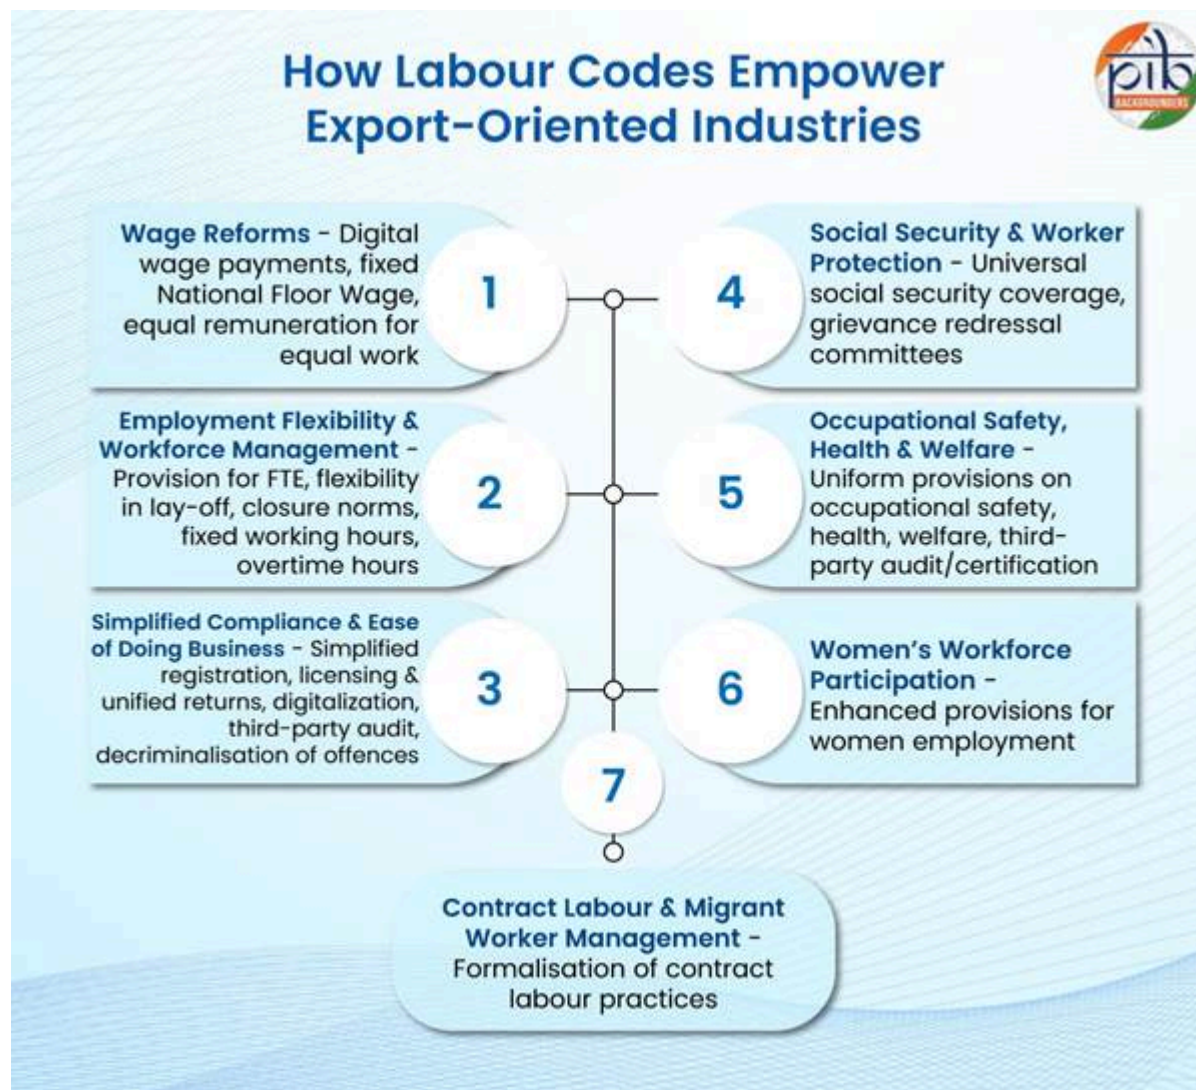 How Labour Codes Empower
Export-Oriented Industries
pib
BACKGROUNDERS
Wage Reforms - Digital
wage payments, fixed
National Floor Wage,
equal remuneration for
equal work
1
Employment Flexibility &
Workforce Management -
Provision for FTE, flexibility
in lay-off, closure norms,
fixed working hours,
overtime hours
2
Simplified Compliance & Ease
of Doing Business - Simplified
registration, licensing &
unified returns, digitalization,
third-party audit,
decriminalisation of offences
3
4
Social Security & Worker
Protection - Universal
social security coverage,
grievance redressal
committees
5
Occupational Safety,
Health & Welfare -
Uniform provisions on
occupational safety,
health, welfare, third-
party audit/certification
6
Women's Workforce
Participation -
Enhanced provisions for
women employment
7
Contract Labour & Migrant
Worker Management -
Formalisation of contract
labour practices